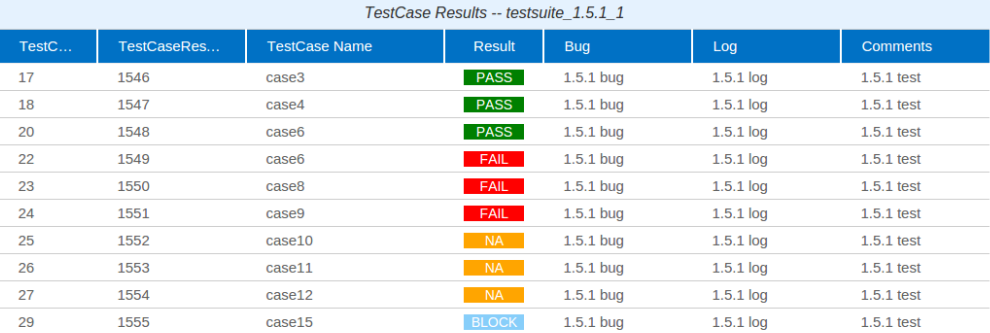 TestCase Results -- testsuite_1.5.1_1
TestC... TestCaseRes... TestCase Name Result Bug Log Comments
17 1546 case3 PASS 1.5.1 bug 1.5.1 log 1.5.1 test
18 1547 case4 PASS 1.5.1 bug 1.5.1 log 1.5.1 test
20 1548 case6 PASS 1.5.1 bug 1.5.1 log 1.5.1 test
22 1549 case6 FAIL 1.5.1 bug 1.5.1 log 1.5.1 test
23 1550 case8 FAIL 1.5.1 bug 1.5.1 log 1.5.1 test
24 1551 case9 FAIL 1.5.1 bug 1.5.1 log 1.5.1 test
25 1552 case10 NA 1.5.1 bug 1.5.1 log 1.5.1 test
26 1553 case11 NA 1.5.1 bug 1.5.1 log 1.5.1 test
27 1554 case12 NA 1.5.1 bug 1.5.1 log 1.5.1 test
29 1555 case15 BLOCK 1.5.1 bug 1.5.1 log 1.5.1 test